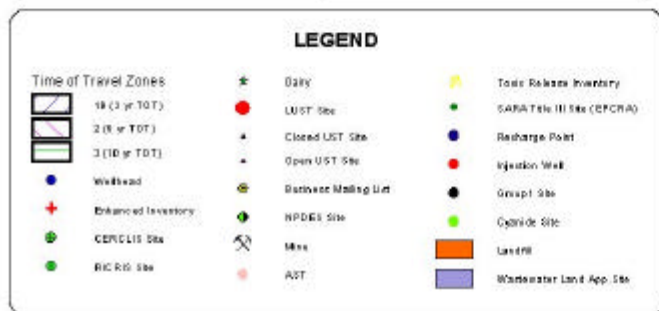 LEGEND
Time of Travel Zones
1B (3 yr TOT)
2 (6 yr TOT)
3 (10 yr TOT)
Wellhead
Enhanced Inventory
CERCLIS Site
RICRIS Site
Dairy
LUST Site
Closed UST Site
Open UST Site
Business Mailing List
NPDES Site
Mine
AST
Toxic Release Inventory
SARA Title III Site (EPCRA)
Recharge Point
Injection Well
Group1 Site
Cyanide Site
Landfill
Wastewater Land App. Site